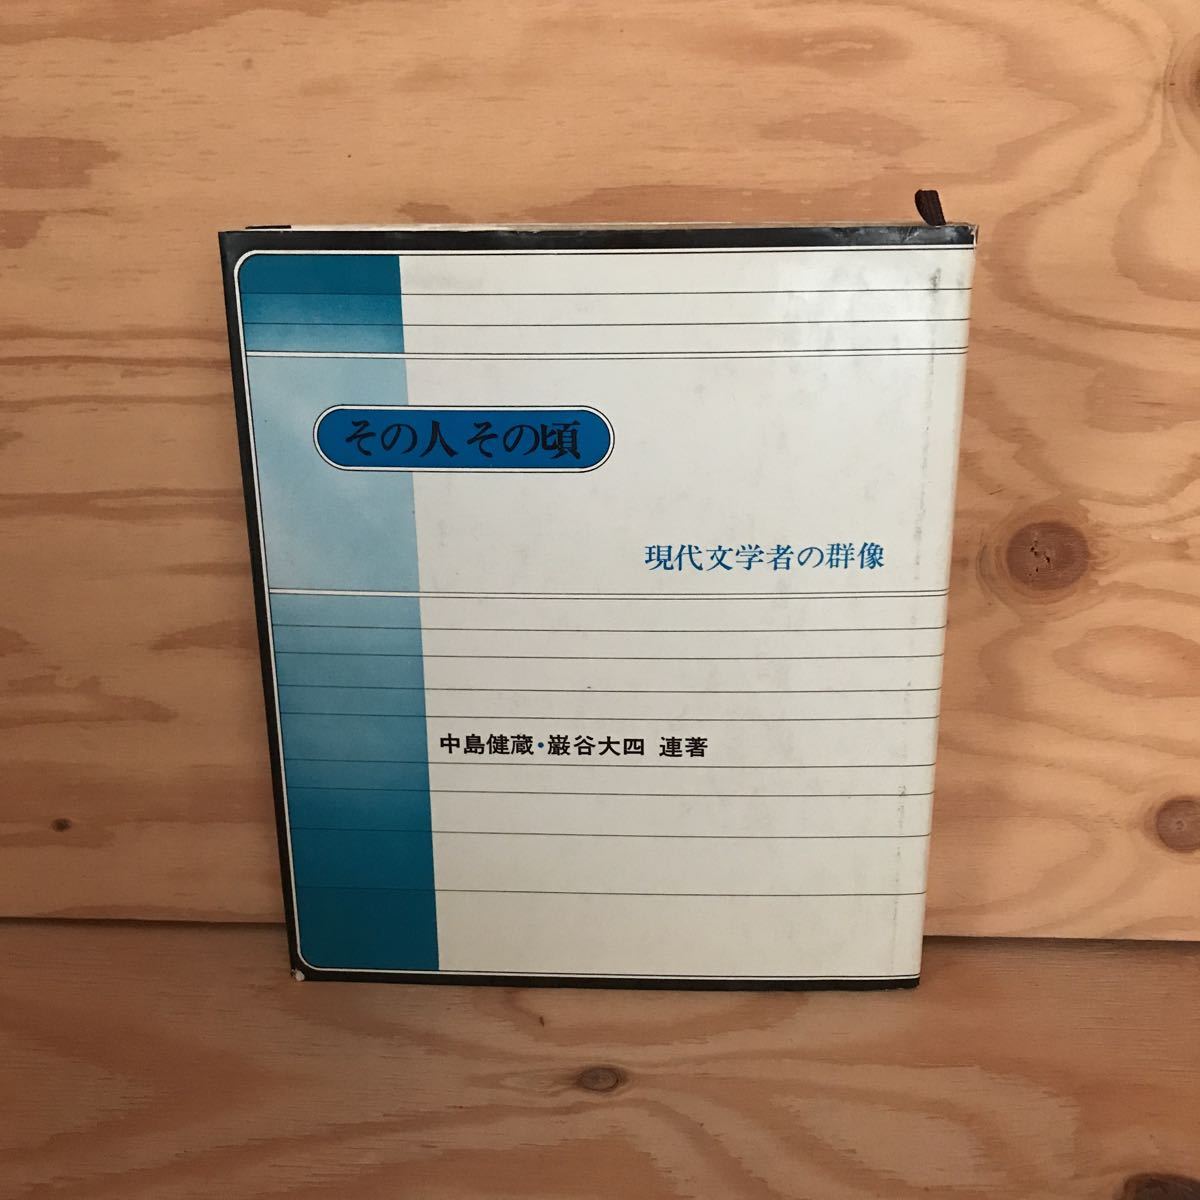 その人 その頃
現代文学者の群像
中島健蔵・巌谷大四 連著